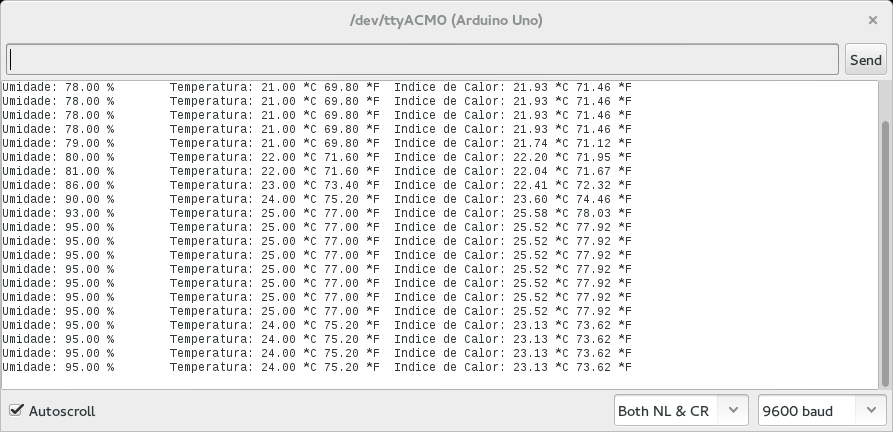 /dev/ttyACM0 (Arduino Uno)
Send
Umidade: 78.00 % Temperatura: 21.00 *C 69.80 *F Indice de Calor: 21.93 *C 71.46 *F
Umidade: 78.00 % Temperatura: 21.00 *C 69.80 *F Indice de Calor: 21.93 *C 71.46 *F
Umidade: 78.00 % Temperatura: 21.00 *C 69.80 *F Indice de Calor: 21.93 *C 71.46 *F
Umidade: 78.00 % Temperatura: 21.00 *C 69.80 *F Indice de Calor: 21.93 *C 71.46 *F
Umidade: 79.00 % Temperatura: 21.00 *C 69.80 *F Indice de Calor: 21.74 *C 71.12 *F
Umidade: 80.00 % Temperatura: 22.00 *C 71.60 *F Indice de Calor: 22.20 *C 71.95 *F
Umidade: 81.00 % Temperatura: 22.00 *C 71.60 *F Indice de Calor: 22.04 *C 71.67 *F
Umidade: 86.00 % Temperatura: 23.00 *C 73.40 *F Indice de Calor: 22.41 *C 72.32 *F
Umidade: 90.00 % Temperatura: 24.00 *C 75.20 *F Indice de Calor: 23.60 *C 74.46 *F
Umidade: 93.00 % Temperatura: 25.00 *C 77.00 *F Indice de Calor: 25.58 *C 78.03 *F
Umidade: 95.00 % Temperatura: 25.00 *C 77.00 *F Indice de Calor: 25.52 *C 77.92 *F
Umidade: 95.00 % Temperatura: 25.00 *C 77.00 *F Indice de Calor: 25.52 *C 77.92 *F
Umidade: 95.00 % Temperatura: 25.00 *C 77.00 *F Indice de Calor: 25.52 *C 77.92 *F
Umidade: 95.00 % Temperatura: 25.00 *C 77.00 *F Indice de Calor: 25.52 *C 77.92 *F
Umidade: 95.00 % Temperatura: 25.00 *C 77.00 *F Indice de Calor: 25.52 *C 77.92 *F
Umidade: 95.00 % Temperatura: 25.00 *C 77.00 *F Indice de Calor: 25.52 *C 77.92 *F
Umidade: 95.00 % Temperatura: 25.00 *C 77.00 *F Indice de Calor: 25.52 *C 77.92 *F
Umidade: 95.00 % Temperatura: 24.00 *C 75.20 *F Indice de Calor: 23.13 *C 73.62 *F
Umidade: 95.00 % Temperatura: 24.00 *C 75.20 *F Indice de Calor: 23.13 *C 73.62 *F
Umidade: 95.00 % Temperatura: 24.00 *C 75.20 *F Indice de Calor: 23.13 *C 73.62 *F
Umidade: 95.00 % Temperatura: 24.00 *C 75.20 *F Indice de Calor: 23.13 *C 73.62 *F
Autoscroll
Both NL & CR
9600 baud